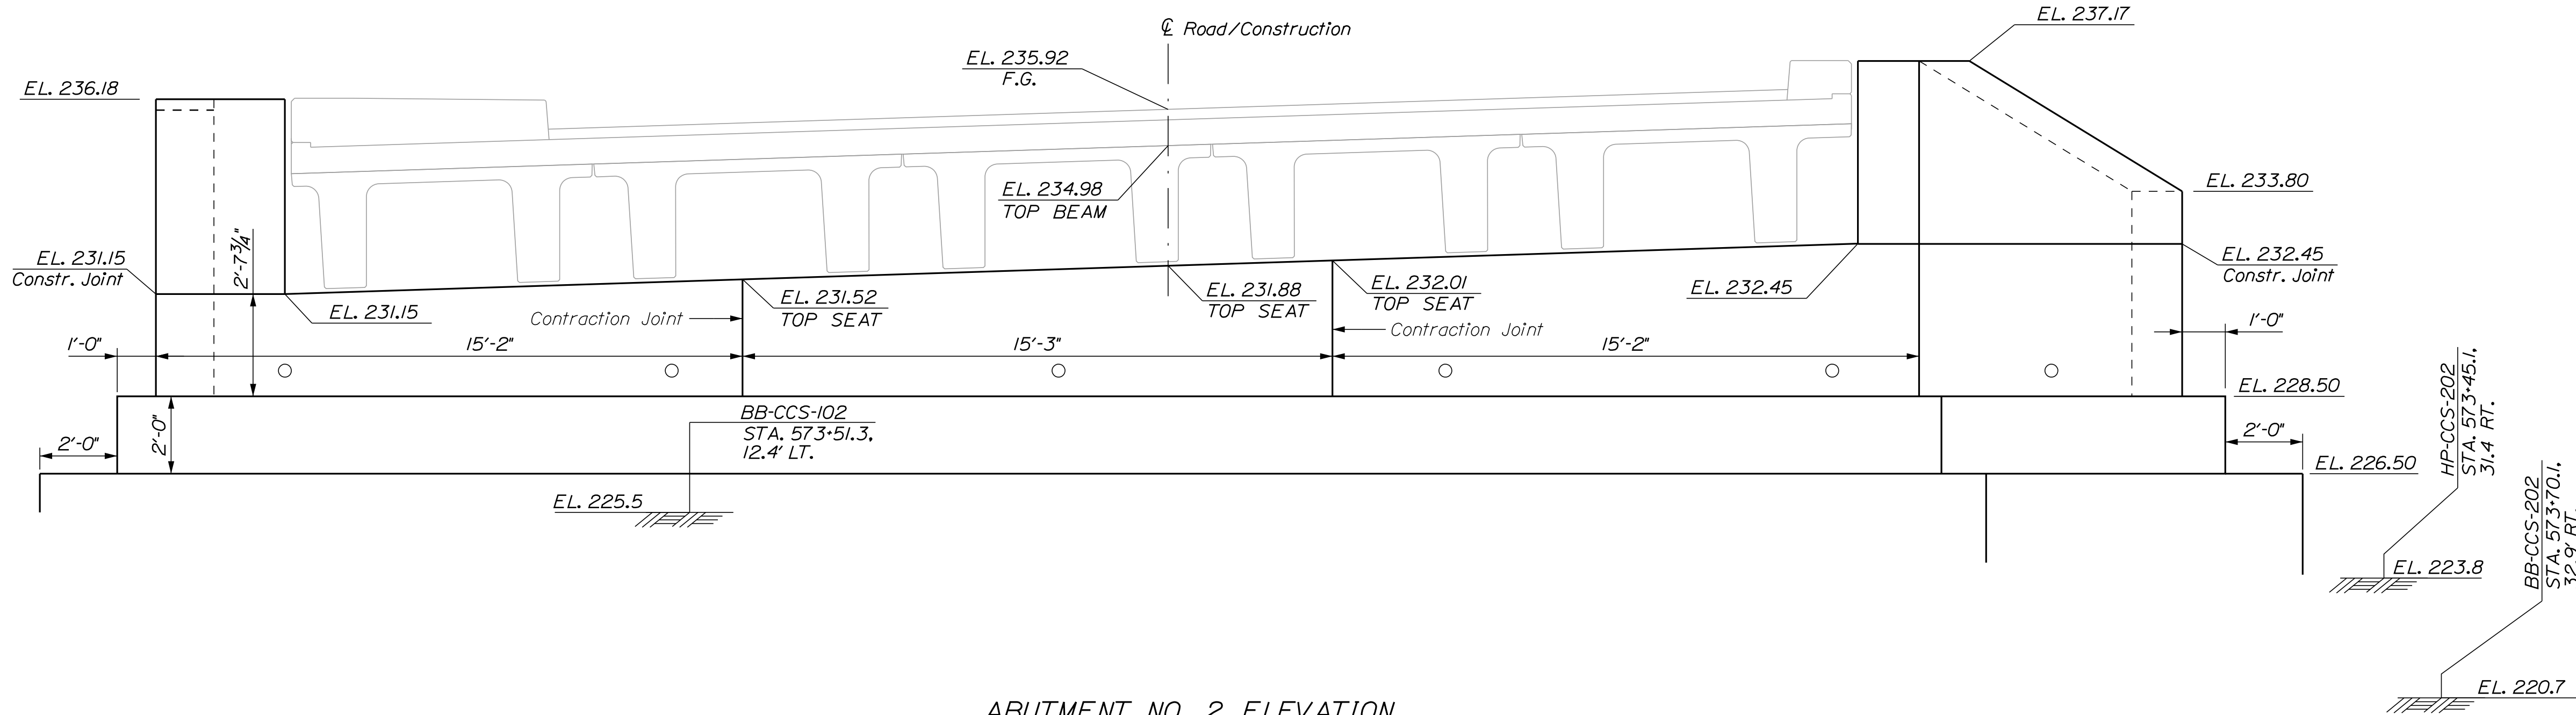 ℄ Road/Construction
EL. 237.17
EL. 235.92
F.G.
EL. 236.18
EL. 234.98
TOP BEAM
EL. 233.80
2'-7¾"
EL. 231.15
Constr. Joint
EL. 231.15
Contraction Joint
EL. 231.52
TOP SEAT
EL. 231.88
TOP SEAT
EL. 232.01
TOP SEAT
Contraction Joint
EL. 232.45
EL. 232.45
Constr. Joint
1'-0"
1'-0"
15'-2"
15'-3"
15'-2"
EL. 228.50
2'-0"
2'-0"
BB-CCS-102
STA. 573+51.3,
12.4' LT.
EL. 225.5
2'-0"
EL. 226.50
HP-CCS-202
STA. 573+45.1,
31.4 RT.
EL. 223.8
BB-CCS-202
STA. 573+70.1,
32.9' RT.
EL. 220.7
ABUTMENT NO. 2 ELEVATION